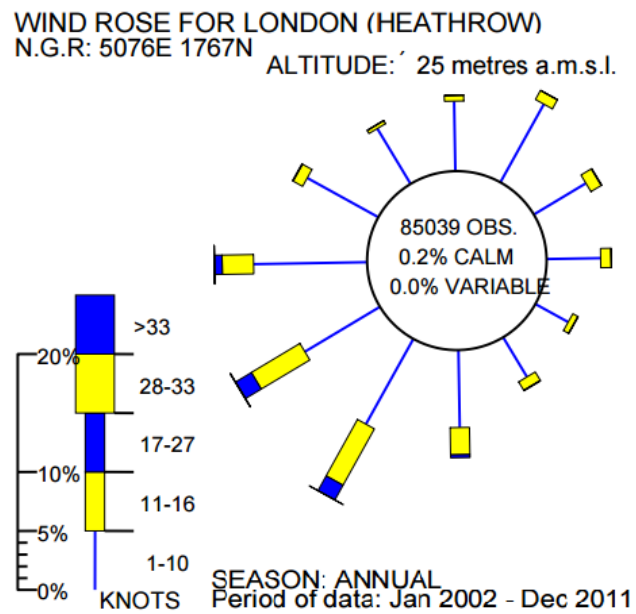 WIND ROSE FOR LONDON (HEATHROW)
N.G.R: 5076E 1767N
ALTITUDE:´ 25 metres a.m.s.l.
85039 OBS.
0.2% CALM
0.0% VARIABLE
>33
20%
28-33
17-27
10%
11-16
5%
1-10
0%
KNOTS
SEASON: ANNUAL
Period of data: Jan 2002 - Dec 2011